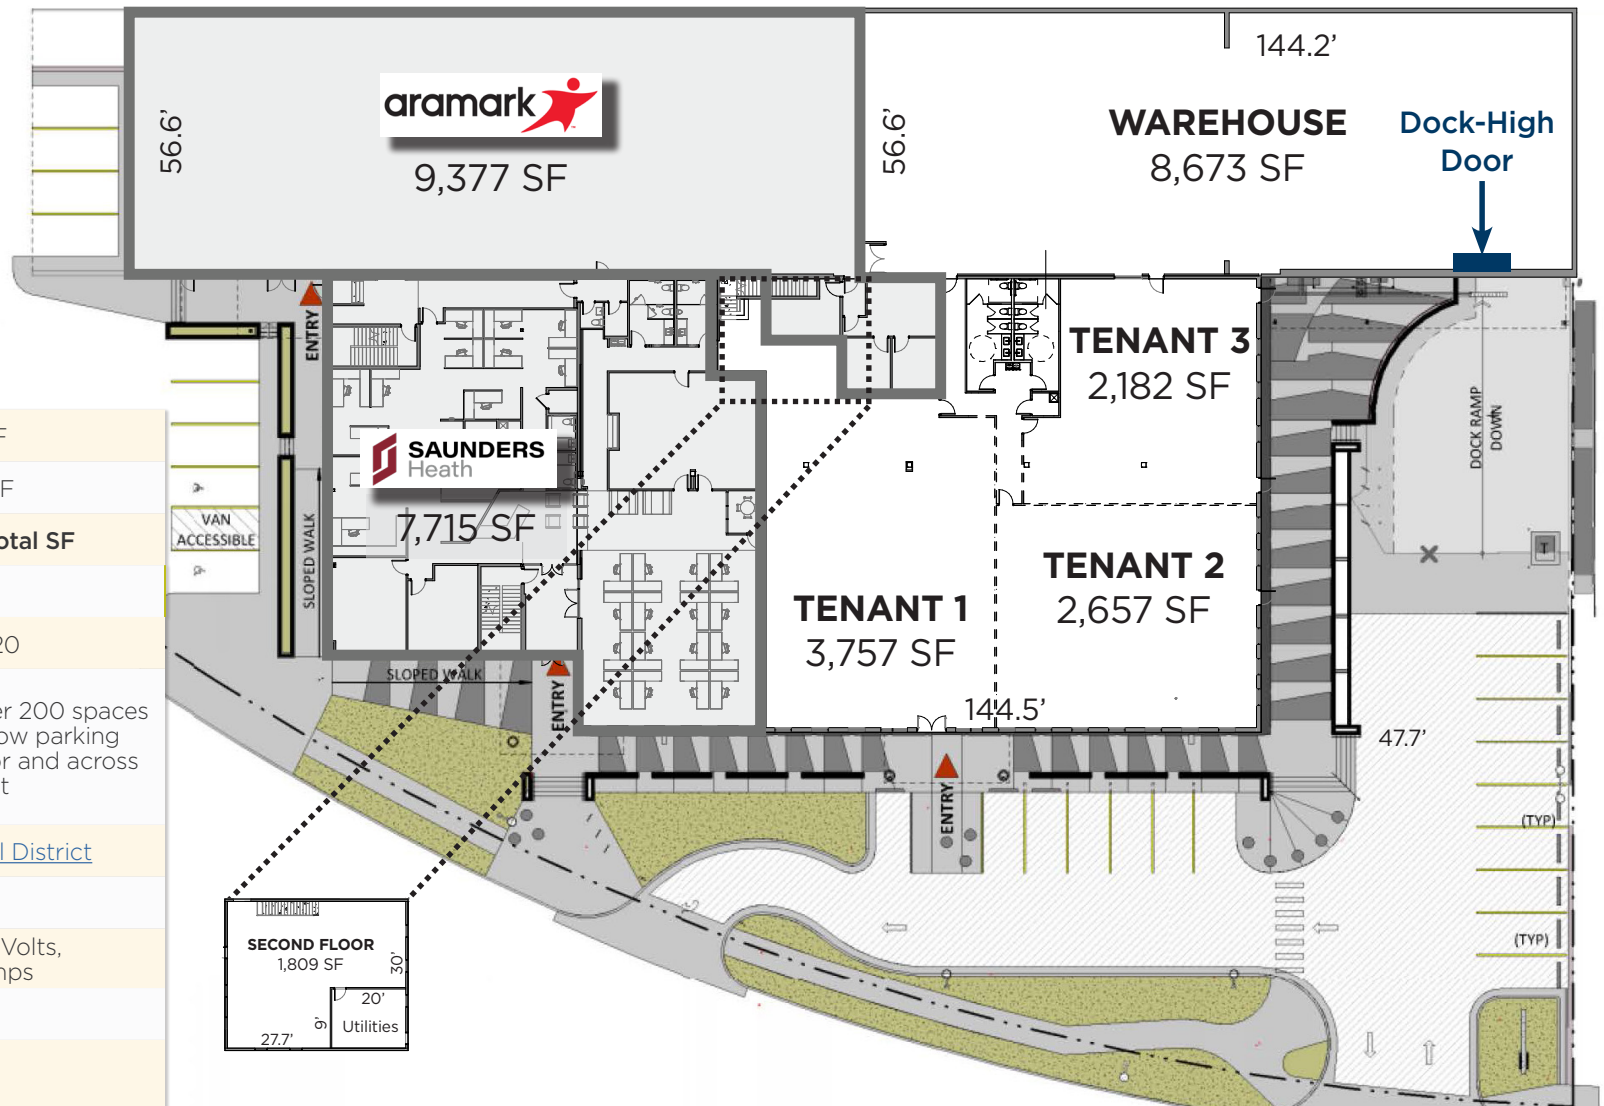 144.2'
aramark
WAREHOUSE
8,673 SF
Dock-High
Door
56.6'
56.6'
9,377 SF
ENTRY
TENANT 3
2,182 SF
DOCK RAMP
DOWN
SAUNDERS
Heath
7,715 SF
VAN
ACCESSIBLE
SLOPED WALK
F
F
otal SF
20
er 200 spaces
ow parking
or and across
t
l District
Volts,
mps
T
TENANT 2
2,657 SF
TENANT 1
3,757 SF
144.5'
SLOPED WALK
ENTRY
47.7'
ENTRY
(TYP)
(TYP)
SECOND FLOOR
1,809 SF
30'
20'
9'
Utilities
27.7'